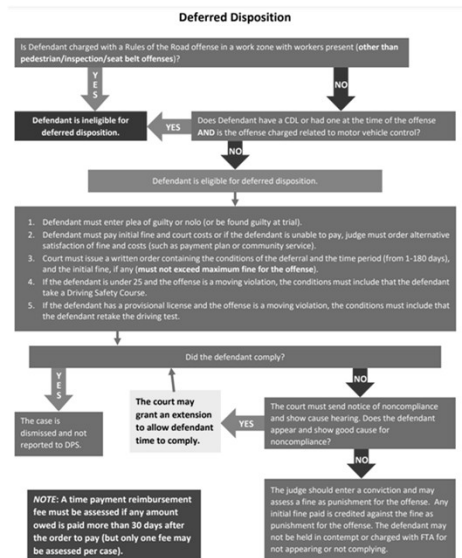 Deferred Disposition
Is Defendant charged with a Rules of the Road offense in a work zone with workers present (other than
pedestrian/inspection/seat belt offenses)?
YES
NO
Defendant is ineligible for
deferred disposition.
YES
Does Defendant have a CDL or had one at the time of the offense
AND is the offense charged related to motor vehicle control?
NO
Defendant is eligible for deferred disposition.
1. Defendant must enter plea of guilty or nolo (or be found guilty at trial).
2. Defendant must pay initial fine and court costs or if the defendant is unable to pay, judge must order alternative
satisfaction of fine and costs (such as payment plan or community service).
3. Court must issue a written order containing the conditions of the deferral and the time period (from 1-180 days),
and the initial fine, if any (must not exceed maximum fine for the offense).
4. If the defendant is under 25 and the offense is a moving violation, the conditions must include that the defendant
take a Driving Safety Course.
5. If the defendant has a provisional license and the offense is a moving violation, the conditions must include that
the defendant retake the driving test.
Did the defendant comply?
YES
NO
The case is
dismissed and not
reported to DPS.
The court may
grant an extension
to allow defendant
time to comply.
YES
The court must send notice of noncompliance
and show cause hearing. Does the defendant
appear and show good cause for
noncompliance?
NO
NOTE: A time payment reimbursement
fee must be assessed if any amount
owed is paid more than 30 days after
the order to pay (but only one fee may
be assessed per case).
The judge should enter a conviction and may
assess a fine as punishment for the offense. Any
initial fine paid is credited against the fine as
punishment for the offense. The defendant may
not be held in contempt or charged with FTA for
not appearing or not complying.